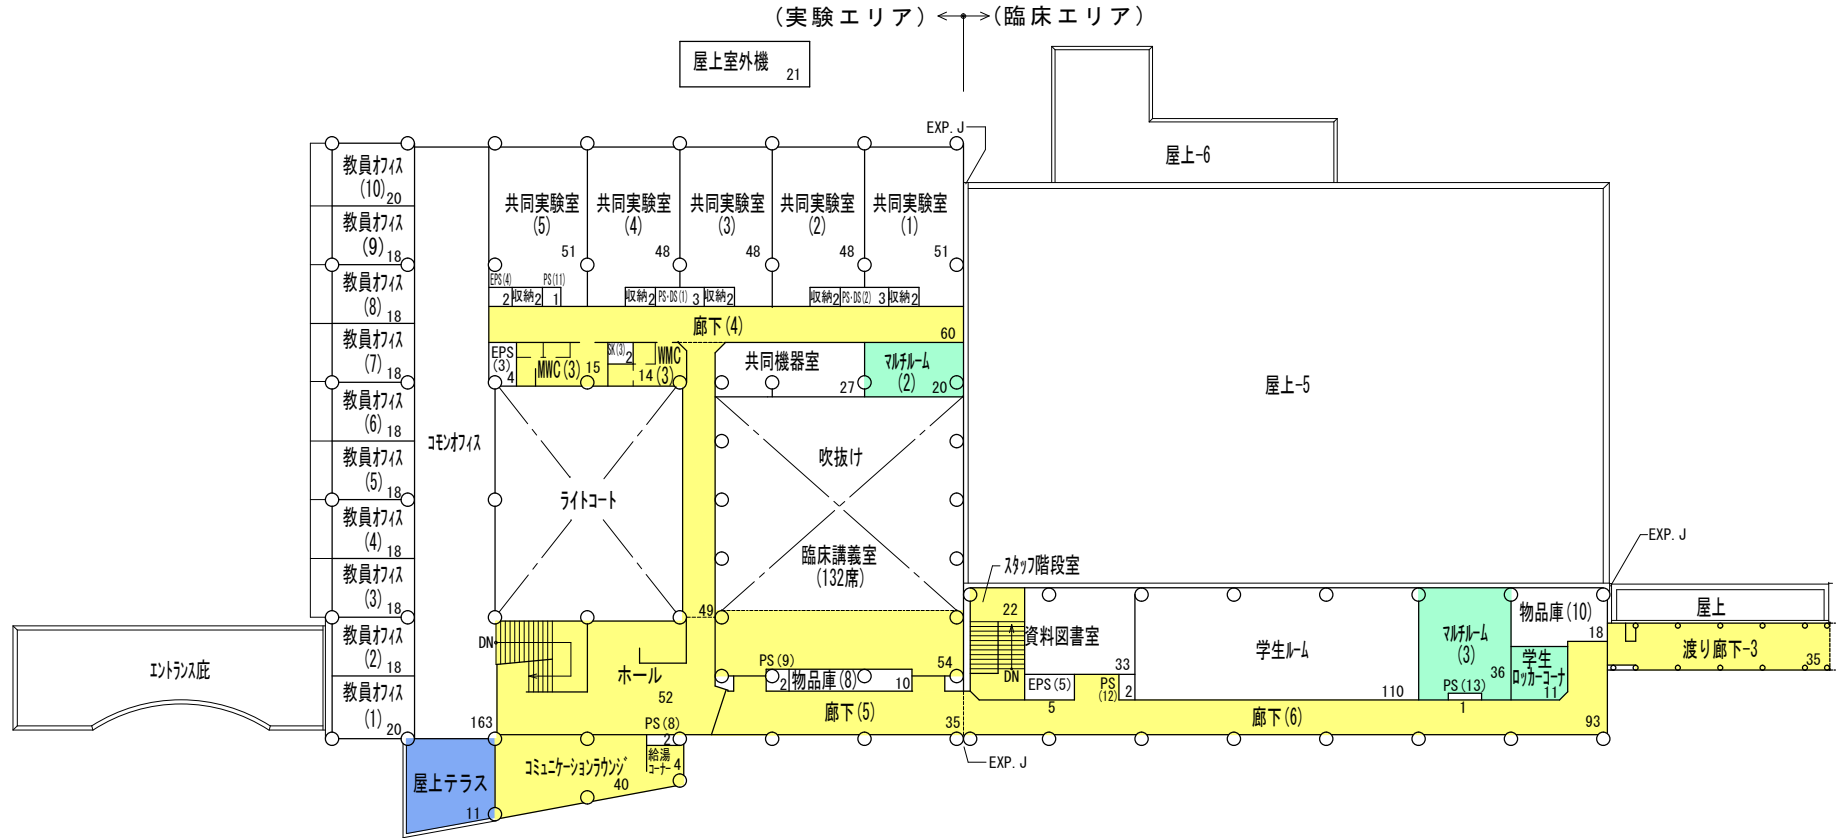 (実験エリア)
(臨床エリア)
屋上室外機
21
EXP. J
屋上-6
教員ｵﾌｨｽ
(10)
20
教員ｵﾌｨｽ
(9)
18
教員ｵﾌｨｽ
(8)
18
教員ｵﾌｨｽ
(7)
18
教員ｵﾌｨｽ
(6)
18
教員ｵﾌｨｽ
(5)
18
教員ｵﾌｨｽ
(4)
18
教員ｵﾌｨｽ
(3)
18
教員ｵﾌｨｽ
(2)
18
教員ｵﾌｨｽ
(1)
20
ｺﾓﾝｵﾌｨｽ
163
共同実験室
(5)
51
共同実験室
(4)
48
共同実験室
(3)
48
共同実験室
(2)
48
共同実験室
(1)
51
EPS(4)
2
収納2
PS(11)
1
収納2
PS･DS(1) 3
収納2
収納2
PS･DS(2) 3
収納2
廊下(4)
60
EPS
(3)
4
MWC(3)
15
SK(3)
2
WMC
(3)
14
共同機器室
27
ﾏﾙﾁﾙｰﾑ
(2)
20
屋上-5
ﾗｲﾄｺｰﾄ
吹抜け
臨床講義室
(132席)
49
DN
ホール
52
PS(9)
2
物品庫(8)
10
54
廊下(5)
35
PS(8)
2
給湯
ｺｰﾅｰ
4
ｺﾐｭﾆｹｰｼｮﾝﾗｳﾝｼﾞ
40
屋上テラス
11
ｴﾝﾄﾗﾝｽ庇
EXP. J
ｽﾀｯﾌ階段室
22
DN
資料図書室
33
EPS(5)
5
PS
(12)
2
学生ﾙｰﾑ
110
ﾏﾙﾁﾙｰﾑ
(3)
36
PS(13)
1
物品庫(10)
18
学生
ﾛｯｶｰｺｰﾅ
11
廊下(6)
93
EXP. J
屋上
渡り廊下-3
35